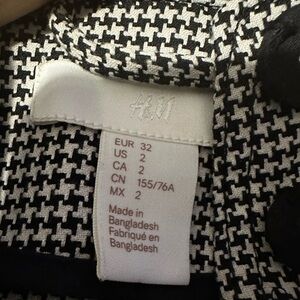 H&M
EUR 32
US 2
CA 2
CN 155/76A
MX 2
Made in
Bangladesh
Fabriqué en
Bangladesh